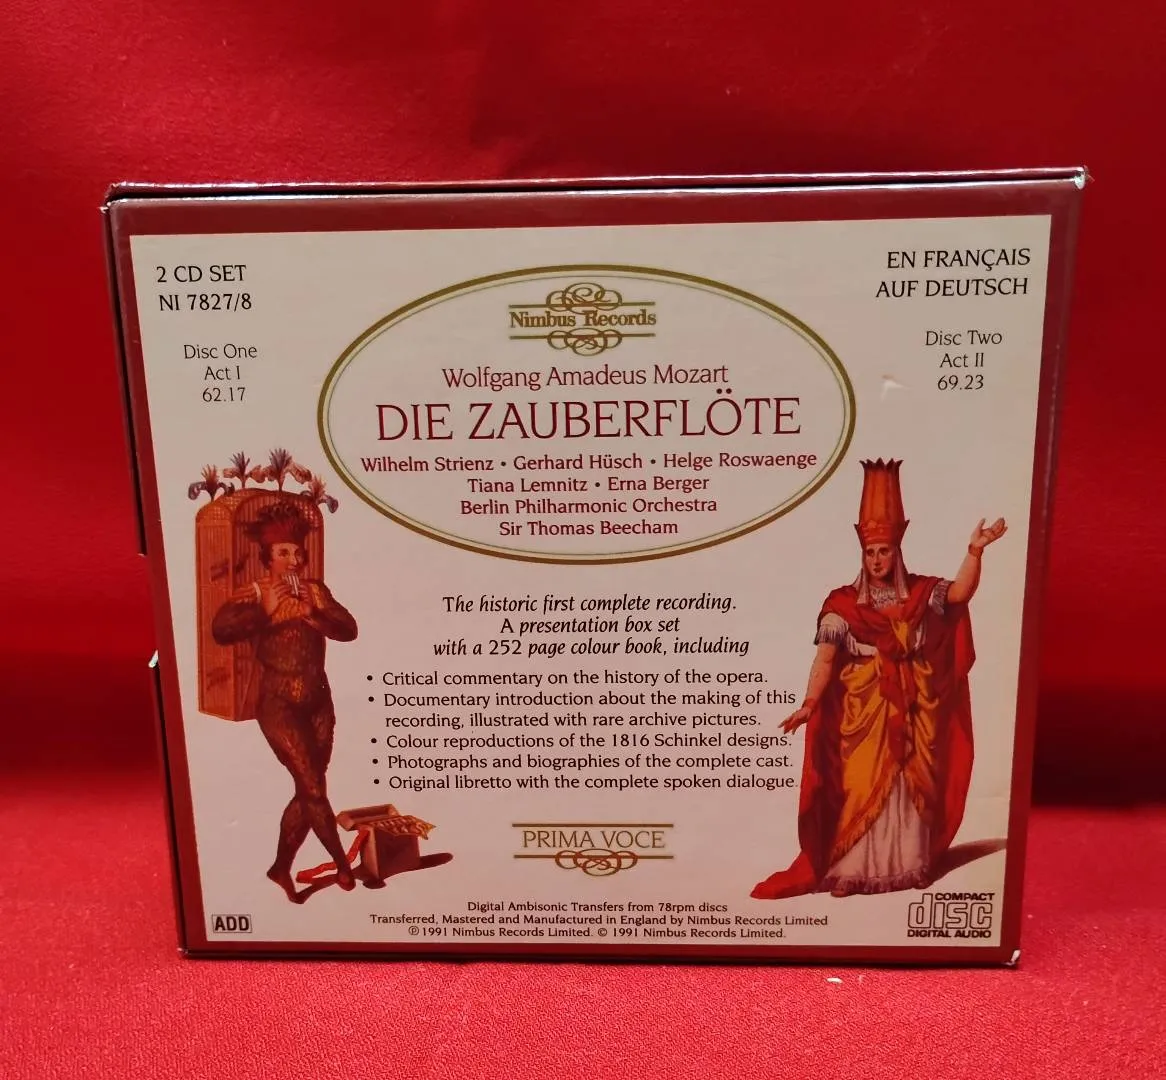 2 CD SET
NI 7827/8
Disc One
Act I
62.17
EN FRANÇAIS
AUF DEUTSCH
Disc Two
Act II
69.23
Nimbus Records
Wolfgang Amadeus Mozart
DIE ZAUBERFLÖTE
Wilhelm Strienz • Gerhard Hüsch • Helge Roswaenge
Tiana Lemnitz • Erna Berger
Berlin Philharmonic Orchestra
Sir Thomas Beecham
The historic first complete recording.
A presentation box set
with a 252 page colour book, including
• Critical commentary on the history of the opera.
• Documentary introduction about the making of this
recording, illustrated with rare archive pictures.
• Colour reproductions of the 1816 Schinkel designs.
• Photographs and biographies of the complete cast.
• Original libretto with the complete spoken dialogue.
PRIMA VOCE
Digital Ambisonic Transfers from 78rpm discs
Transferred, Mastered and Manufactured in England by Nimbus Records Limited
℗ 1991 Nimbus Records Limited. © 1991 Nimbus Records Limited.
ADD
COMPACT
disc
DIGITAL AUDIO